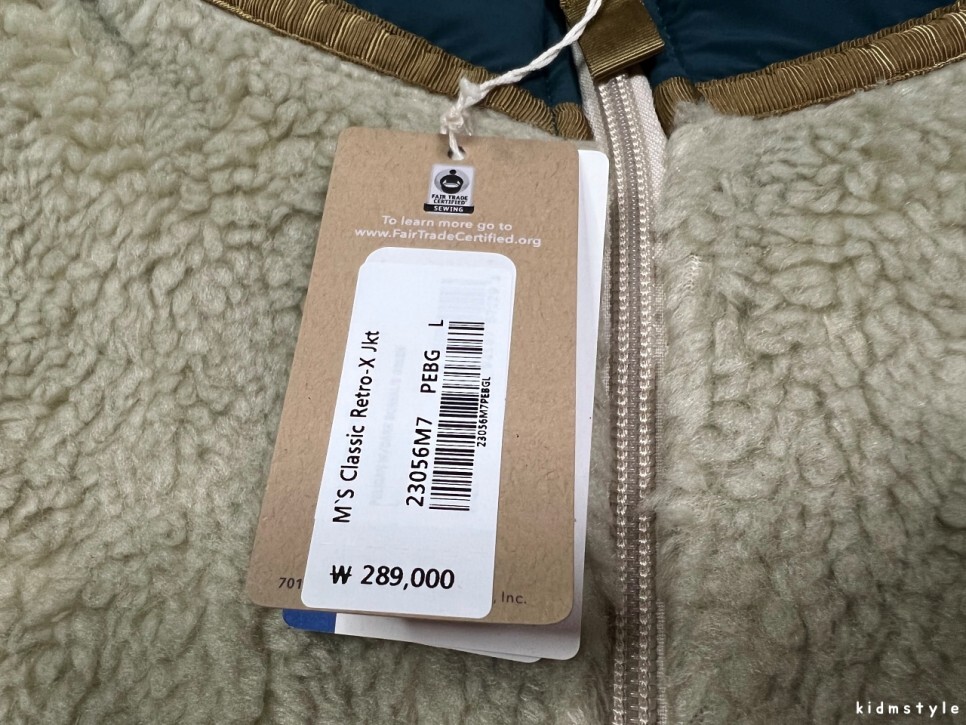 FAIR TRADE
CERTIFIED
SEWING
To learn more go to
www.FairTradeCertified.org
M`S Classic Retro-X Jkt
23056M7 PEBG L
23056M7PEBGL
₩ 289,000
701
, Inc.
kidmstyle